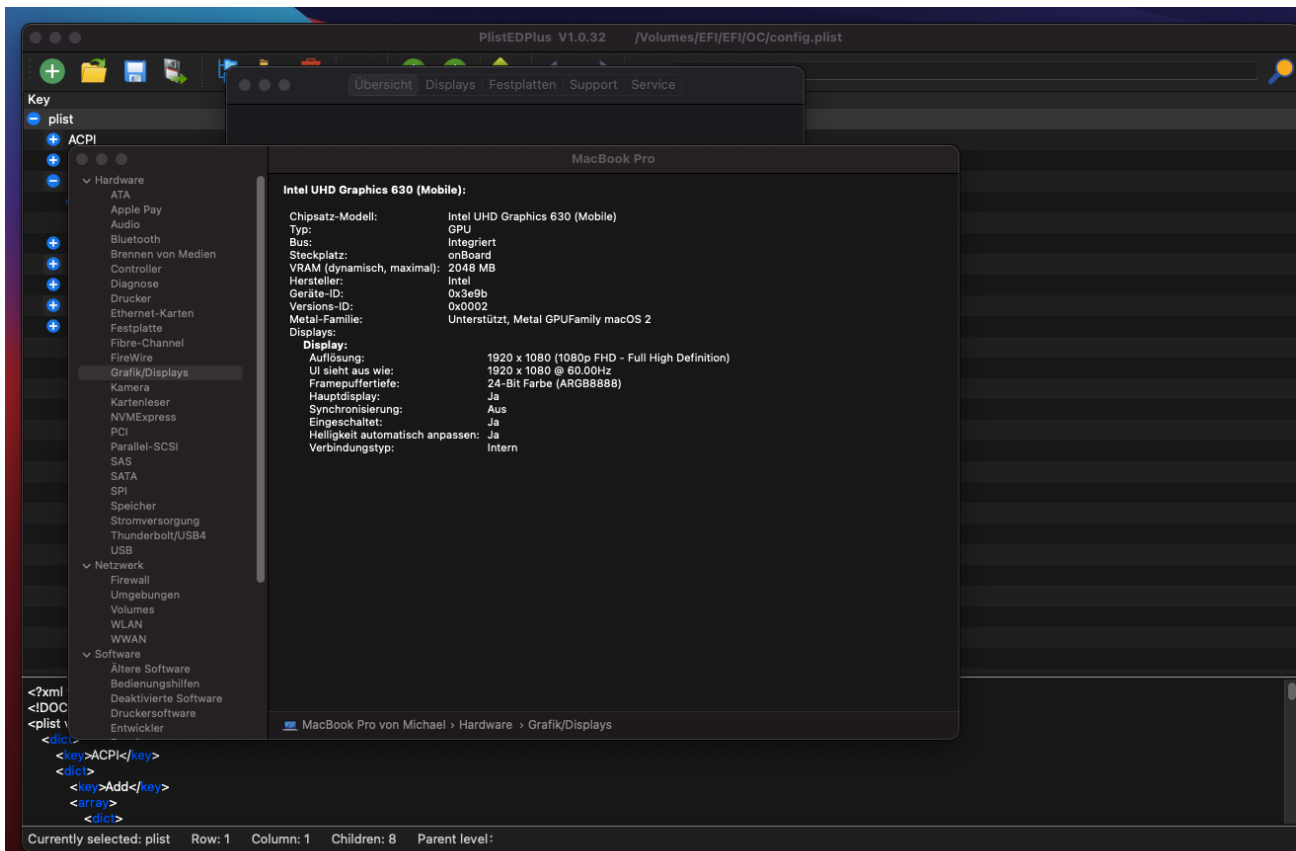 PlistEDPlus V1.0.32 /Volumes/EFI/EFI/OC/config.plist
Übersicht Displays Festplatten Support Service
Key
plist
ACPI
MacBook Pro
Hardware
ATA
Apple Pay
Audio
Bluetooth
Brennen von Medien
Controller
Diagnose
Drucker
Ethernet-Karten
Festplatte
Fibre-Channel
FireWire
Grafik/Displays
Kamera
Kartenleser
NVMExpress
PCI
Parallel-SCSI
SAS
SATA
SPI
Speicher
Stromversorgung
Thunderbolt/USB4
USB
Netzwerk
Firewall
Umgebungen
Volumes
WLAN
WWAN
Software
Ältere Software
Bedienungshilfen
Deaktivierte Software
Druckersoftware
Entwickler
Intel UHD Graphics 630 (Mobile):
Chipsatz-Modell: Intel UHD Graphics 630 (Mobile)
Typ: GPU
Bus: Integriert
Steckplatz: onBoard
VRAM (dynamisch, maximal): 2048 MB
Hersteller: Intel
Geräte-ID: 0x3e9b
Versions-ID: 0x0002
Metal-Familie: Unterstützt, Metal GPUFamily macOS 2
Displays:
Display:
Auflösung: 1920 x 1080 (1080p FHD - Full High Definition)
UI sieht aus wie: 1920 x 1080 @ 60.00Hz
Framepuffertiefe: 24-Bit Farbe (ARGB8888)
Hauptdisplay: Ja
Synchronisierung: Aus
Eingeschaltet: Ja
Helligkeit automatisch anpassen: Ja
Verbindungstyp: Intern
MacBook Pro von Michael › Hardware › Grafik/Displays
<?xml
<!DOC
<plist v
<dict>
<key>ACPI</key>
<dict>
<key>Add</key>
<array>
<dict>
Currently selected: plist Row: 1 Column: 1 Children: 8 Parent level: